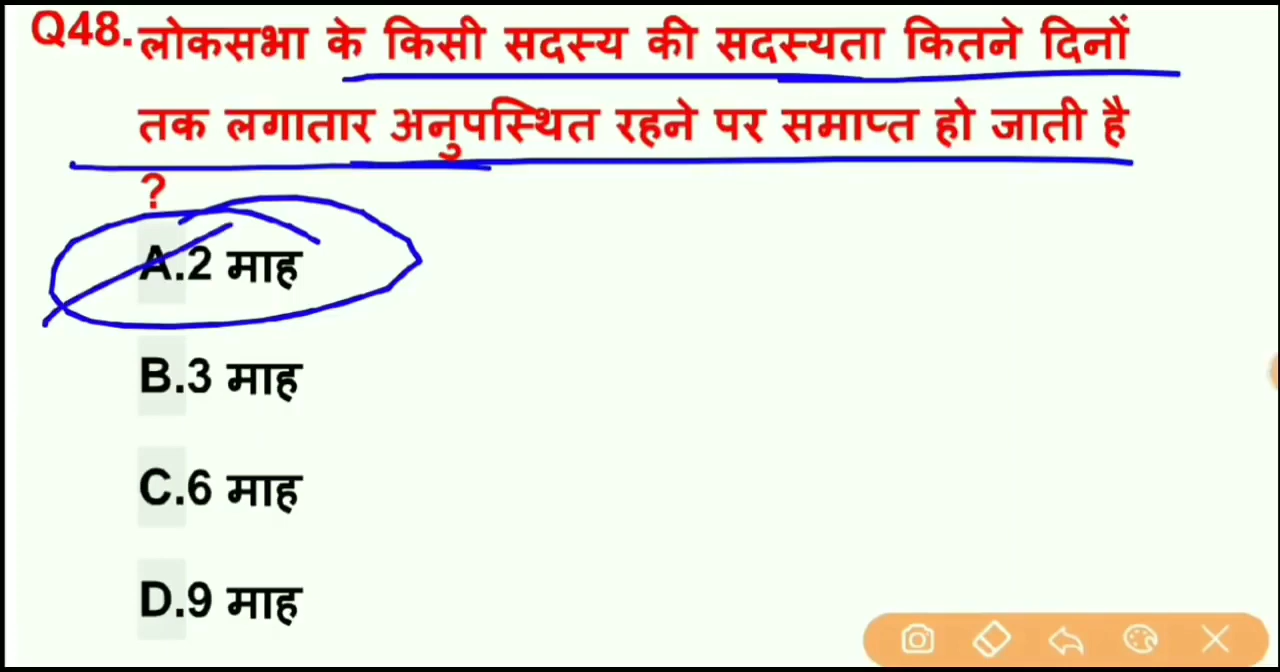 Q48. लोकसभा के किसी सदस्य की सदस्यता कितने दिनों
तक लगातार अनुपस्थित रहने पर समाप्त हो जाती है
?
A.2 माह
B.3 माह
C.6 माह
D.9 माह